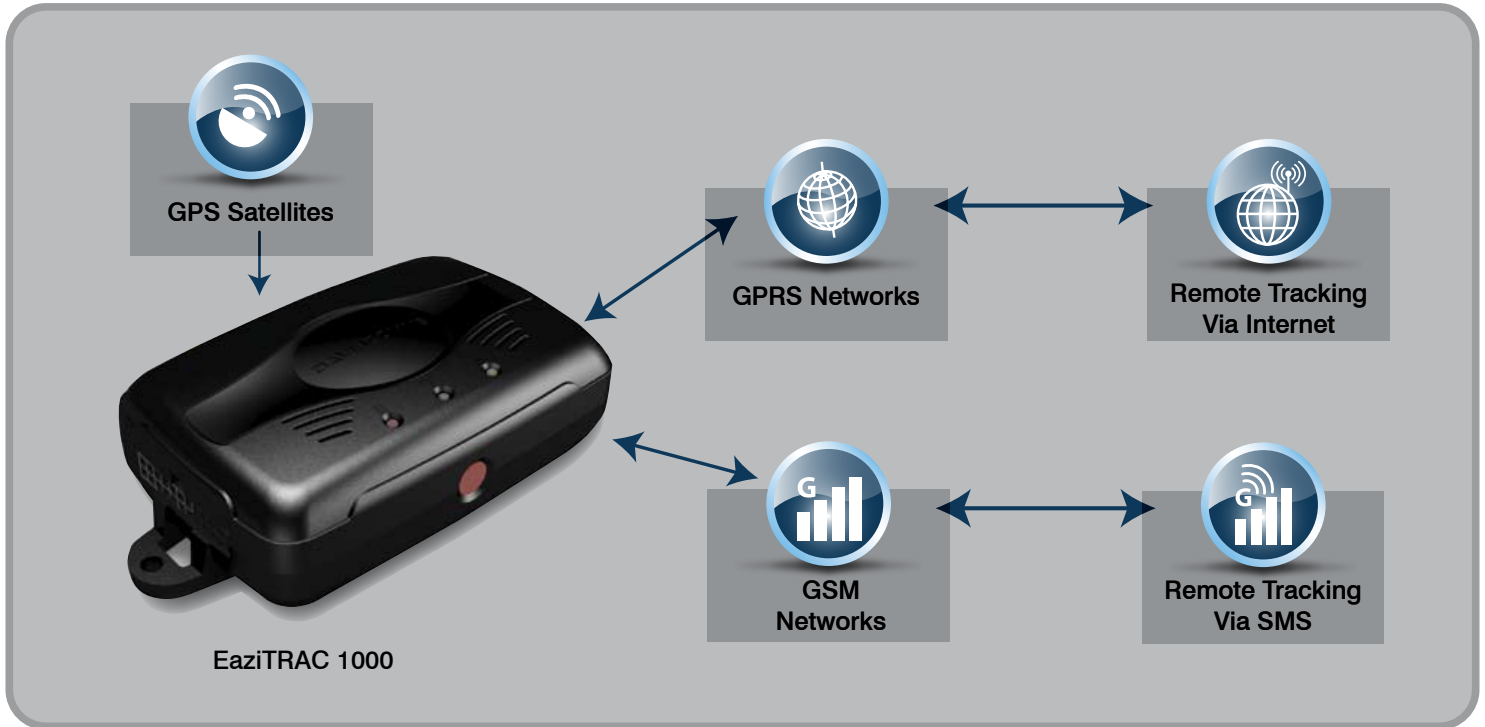 GPS Satellites
GPRS Networks
Remote Tracking
Via Internet
GSM
Networks
Remote Tracking
Via SMS
EaziTRAC 1000
G
G